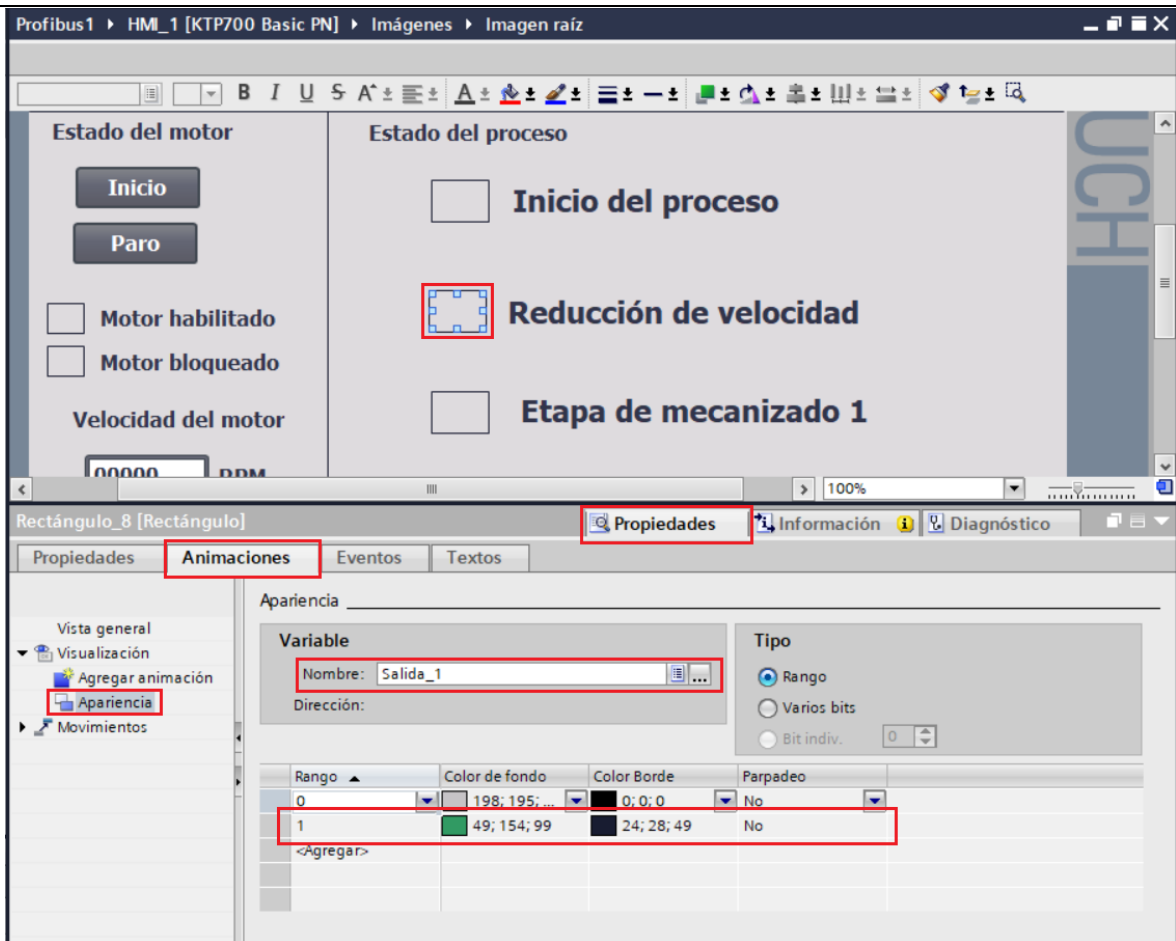 Profibus1 ▸ HMI_1 [KTP700 Basic PN] ▸ Imágenes ▸ Imagen raíz
B I U S A A
Estado del motor
Estado del proceso
UCH
Inicio
Inicio del proceso
Paro
Motor habilitado
Reducción de velocidad
Motor bloqueado
Velocidad del motor
Etapa de mecanizado 1
00000 RPM
100%
Rectángulo_8 [Rectángulo]
Propiedades
Información
Diagnóstico
Propiedades
Animaciones
Eventos
Textos
Vista general
Visualización
Agregar animación
Apariencia
Movimientos
Apariencia
Variable
Nombre: Salida_1
Dirección:
Tipo
Rango
Varios bits
Bit indiv. 0
Rango Color de fondo Color Borde Parpadeo
0 198; 195; ... 0; 0; 0 No
1 49; 154; 99 24; 28; 49 No
<Agregar>